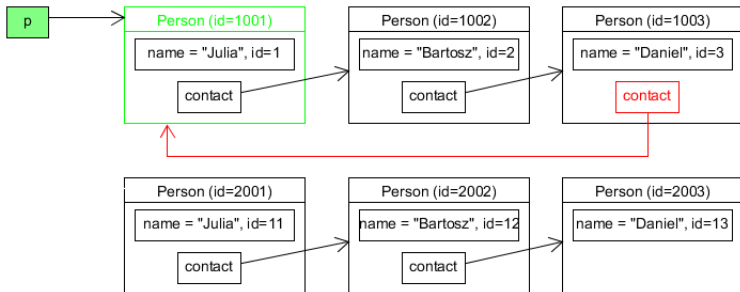 p
Person (id=1001) Person (id=1002) Person (id=1003)
name = "Julia", id=1 name = "Bartosz", id=2 name = "Daniel", id=3
contact contact contact
Person (id=2001) Person (id=2002) Person (id=2003)
name = "Julia", id=11 name = "Bartosz", id=12 name = "Daniel", id=13
contact contact